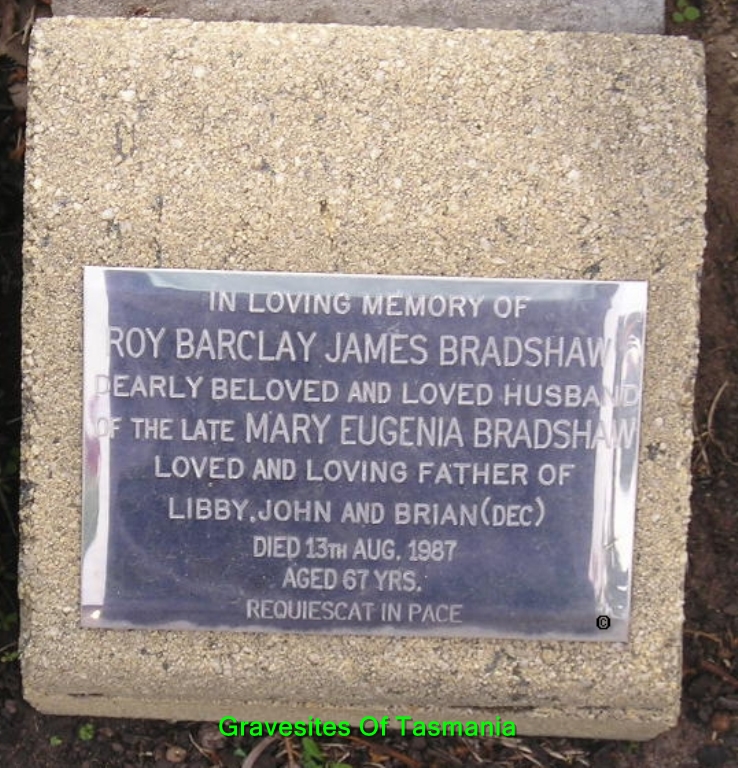 IN LOVING MEMORY OF
ROY BARCLAY JAMES BRADSHAW
DEARLY BELOVED AND LOVED HUSBAND
OF THE LATE MARY EUGENIA BRADSHAW
LOVED AND LOVING FATHER OF
LIBBY, JOHN AND BRIAN (DEC)
DIED 13TH AUG. 1987
AGED 67 YRS.
REQUIESCAT IN PACE
©
Gravesites Of Tasmania